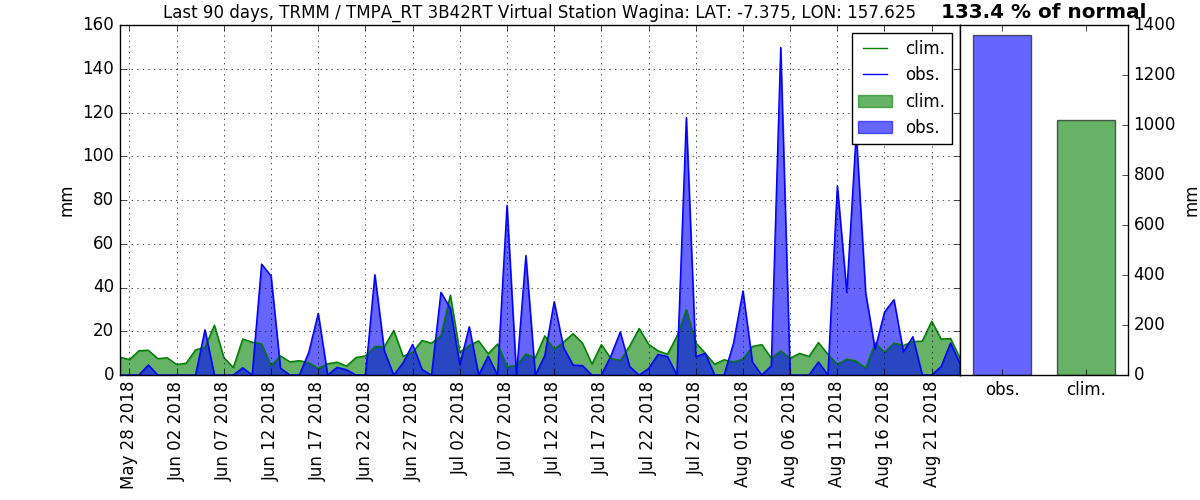 Last 90 days, TRMM / TMPA_RT 3B42RT Virtual Station Wagina: LAT: -7.375, LON: 157.625
133.4 % of normal
160
140
120
100
80
60
40
20
0
mm
clim.
obs.
clim.
obs.
May 28 2018
Jun 02 2018
Jun 07 2018
Jun 12 2018
Jun 17 2018
Jun 22 2018
Jun 27 2018
Jul 02 2018
Jul 07 2018
Jul 12 2018
Jul 17 2018
Jul 22 2018
Jul 27 2018
Aug 01 2018
Aug 06 2018
Aug 11 2018
Aug 16 2018
Aug 21 2018
1400
1200
1000
800
600
400
200
0
mm
obs.
clim.